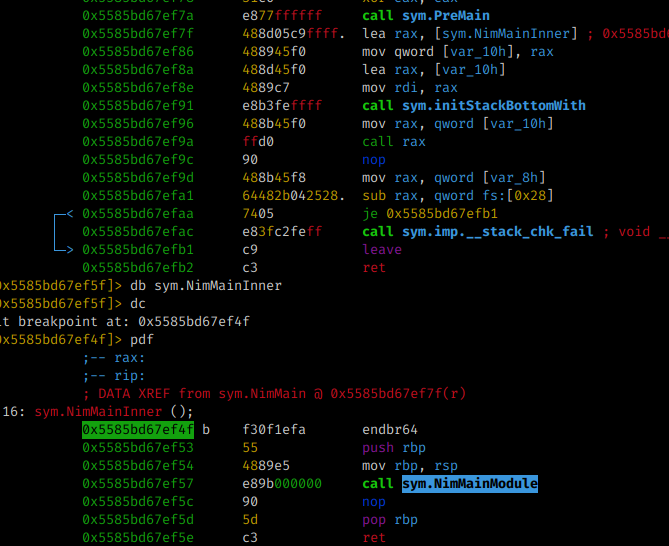 0x5585bd67ef7a e877ffffff call sym.PreMain
0x5585bd67ef7f 488d05c9ffff. lea rax, [sym.NimMainInner] ; 0x5585bd
0x5585bd67ef86 488945f0 mov qword [var_10h], rax
0x5585bd67ef8a 488d45f0 lea rax, [var_10h]
0x5585bd67ef8e 4889c7 mov rdi, rax
0x5585bd67ef91 e8b3feffff call sym.initStackBottomWith
0x5585bd67ef96 488b45f0 mov rax, qword [var_10h]
0x5585bd67ef9a ffd0 call rax
0x5585bd67ef9c 90 nop
0x5585bd67ef9d 488b45f8 mov rax, qword [var_8h]
0x5585bd67efa1 64482b042528. sub rax, qword fs:[0x28]
┌─< 0x5585bd67efaa 7405 je 0x5585bd67efb1
│ 0x5585bd67efac e83fc2feff call sym.imp.__stack_chk_fail ; void _
└─> 0x5585bd67efb1 c9 leave
0x5585bd67efb2 c3 ret
0x5585bd67ef5f]> db sym.NimMainInner
0x5585bd67ef5f]> dc
it breakpoint at: 0x5585bd67ef4f
0x5585bd67ef4f]> pdf
;-- rax:
;-- rip:
; DATA XREF from sym.NimMain @ 0x5585bd67ef7f(r)
16: sym.NimMainInner ();
0x5585bd67ef4f b f30f1efa endbr64
0x5585bd67ef53 55 push rbp
0x5585bd67ef54 4889e5 mov rbp, rsp
0x5585bd67ef57 e89b000000 call sym.NimMainModule
0x5585bd67ef5c 90 nop
0x5585bd67ef5d 5d pop rbp
0x5585bd67ef5e c3 ret